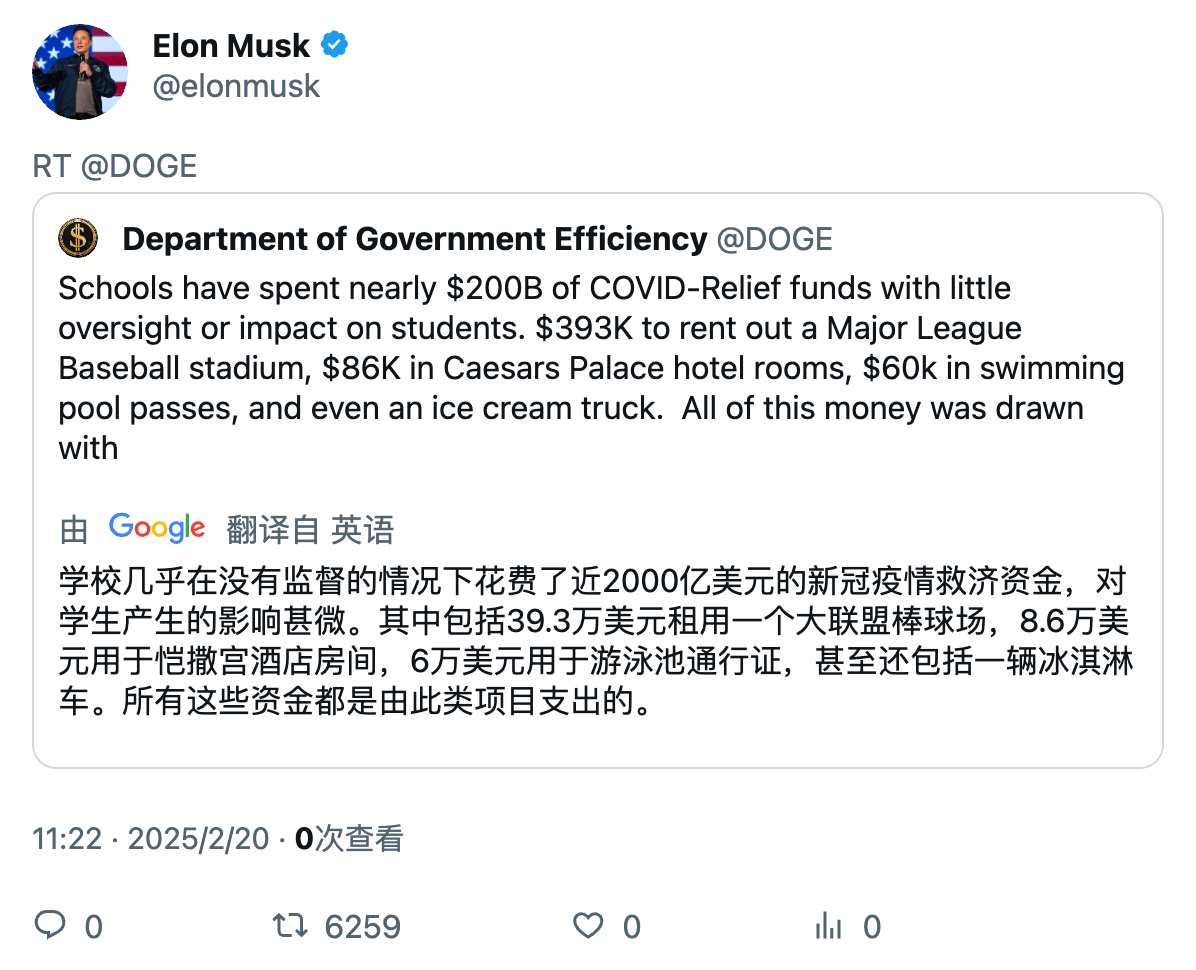 Elon Musk
@elonmusk
RT @DOGE
Department of Government Efficiency @DOGE
Schools have spent nearly $200B of COVID-Relief funds with little
oversight or impact on students. $393K to rent out a Major League
Baseball stadium, $86K in Caesars Palace hotel rooms, $60k in swimming
pool passes, and even an ice cream truck.  All of this money was drawn
with
由 Google 翻译自 英语
学校几乎在没有监督的情况下花费了近2000亿美元的新冠疫情救济资金，对
学生产生的影响甚微。其中包括39.3万美元租用一个大联盟棒球场，8.6万美
元用于恺撒宫酒店房间，6万美元用于游泳池通行证，甚至还包括一辆冰淇淋
车。所有这些资金都是由此类项目支出的。
11:22 · 2025/2/20 · 0次查看
0 6259 0 0